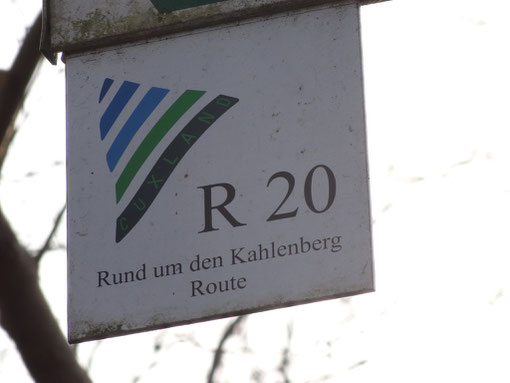 CUXLAND
R 20
Rund um den Kahlenberg
Route